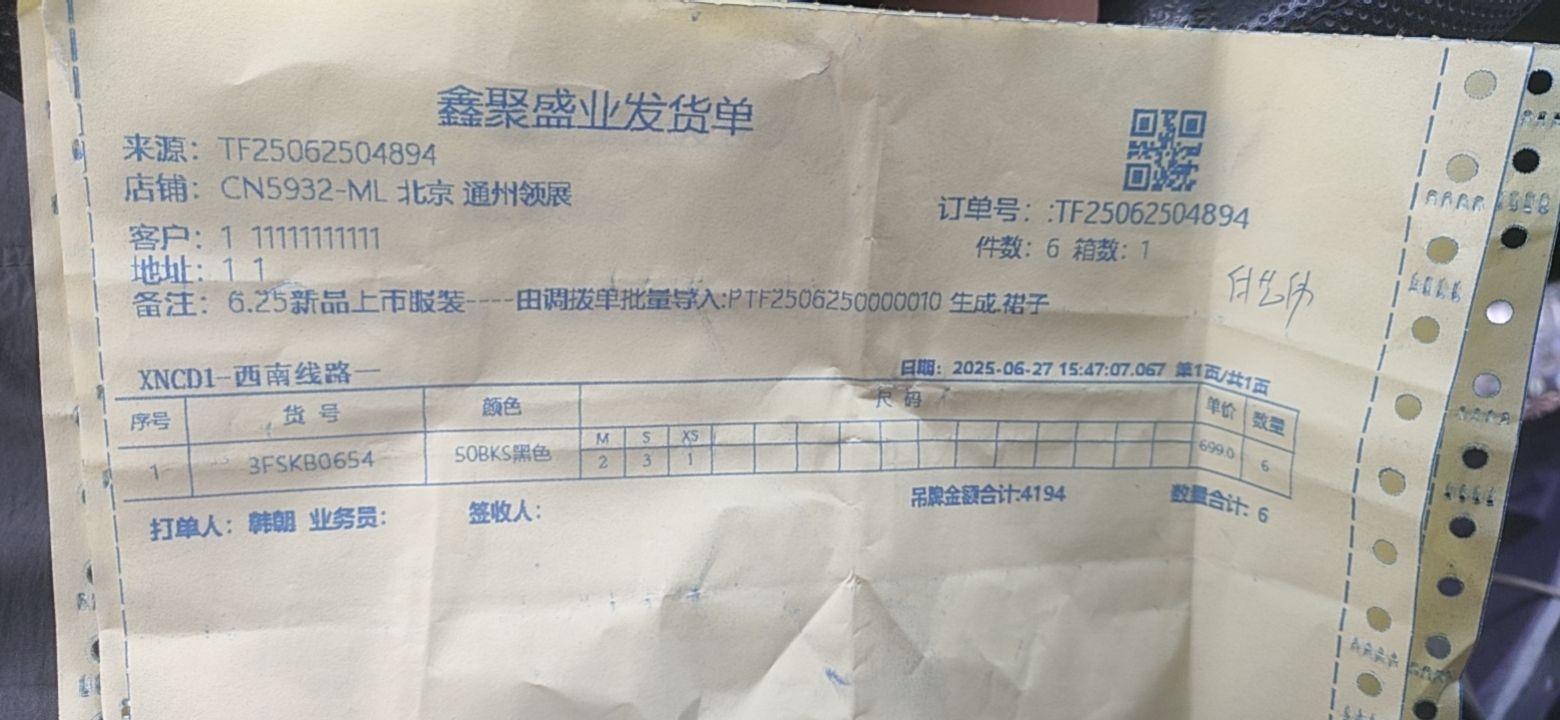 鑫聚盛业发货单
来源：TF25062504894
店铺：CN5932-ML 北京 通州领展
订单号：:TF25062504894
客户：1 11111111111
件数：6 箱数：1
地址：1 1
备注：6.25新品上市服装----由调拨单批量导入:PTF2506250000010 生成.裙子
XNCD1-西南线路一
日期：2025-06-27 15:47:07.067 第1页/共1页
序号 货号 颜色 尺码 单价 数量
M S XS
1 3FSKB0654 50BKS黑色 2 3 1 699.0 6
吊牌金额合计:4194 数量合计: 6
打单人：韩朝 业务员: 签收人: